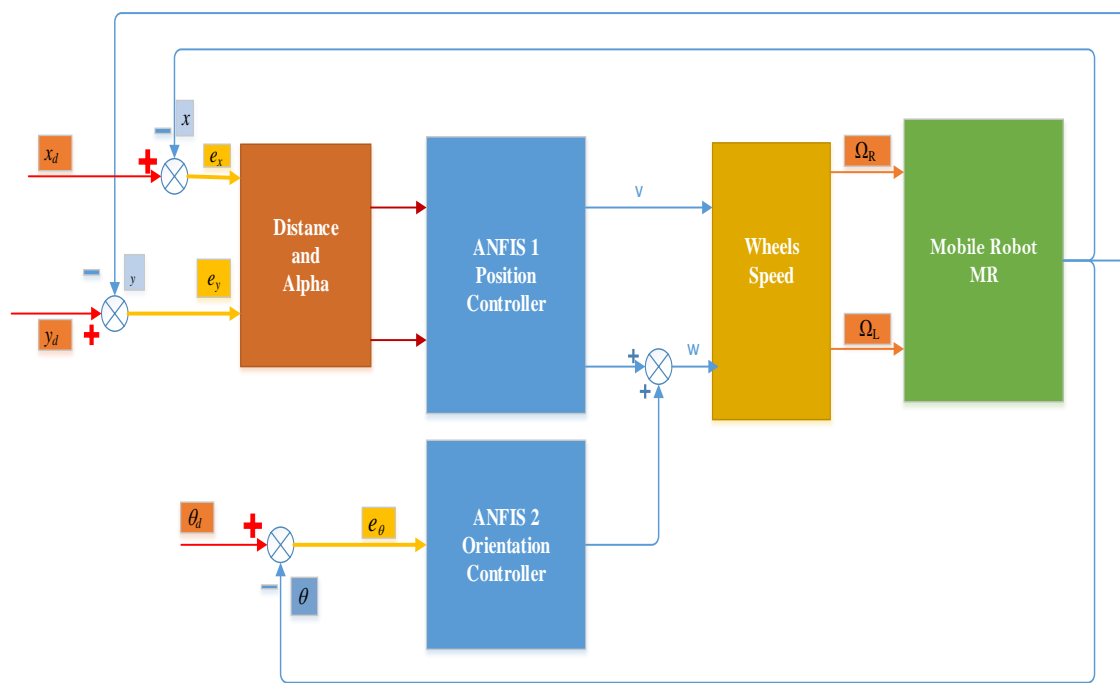 x
x_d
+
−
e_x
Distance
and
Alpha
ANFIS 1
Position
Controller
v
Wheels
Speed
Ω_R
Mobile Robot
MR
−
y
e_y
y_d
+
Ω_L
+
+
w
θ_d
+
e_θ
−
θ
ANFIS 2
Orientation
Controller